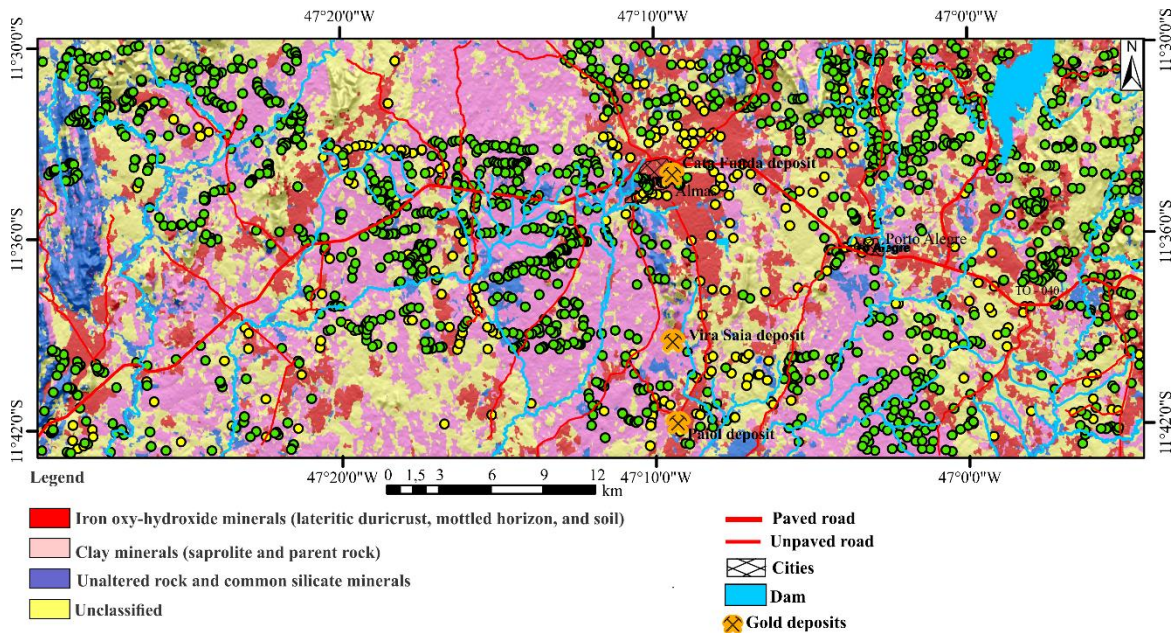 47°20'0"W 47°10'0"W 47°0'0"W
11°30'0"S 11°30'0"S
N
Cata Funda deposit
Alma
11°36'0"S 11°36'0"S
Porto Alegre
TO - 040
Vira Saia deposit
11°42'0"S 11°42'0"S
Paiol deposit
Legend
47°20'0"W 47°10'0"W 47°0'0"W
0 1,5 3 6 9 12
km
Iron oxy-hydroxide minerals (lateritic duricrust, mottled horizon, and soil)
Clay minerals (saprolite and parent rock)
Unaltered rock and common silicate minerals
Unclassified
Paved road
Unpaved road
Cities
Dam
Gold deposits